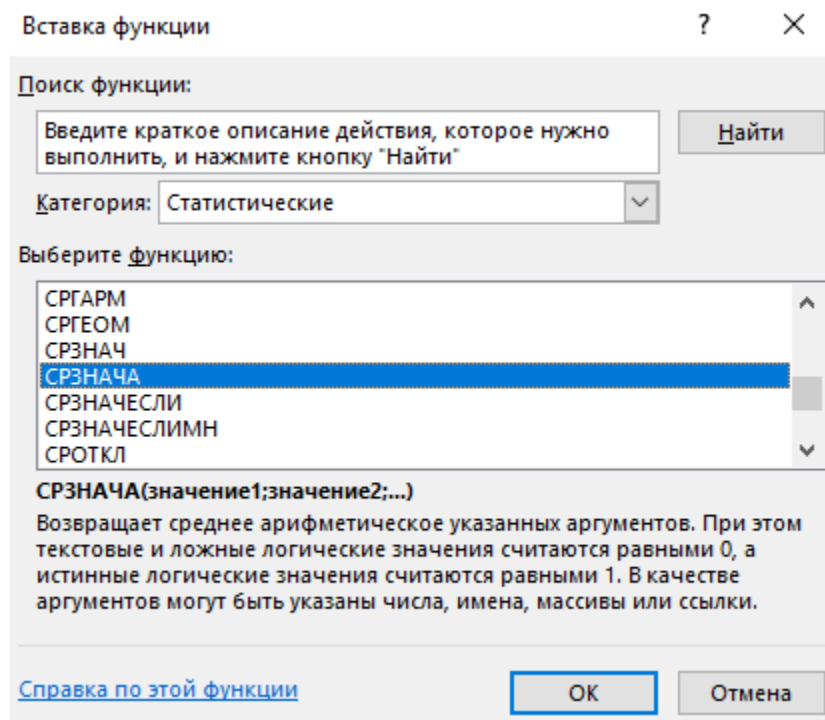 Вставка функции
Поиск функции:
Введите краткое описание действия, которое нужно
выполнить, и нажмите кнопку "Найти"
Найти
Категория: Статистические
Выберите функцию:
СРГАРМ
СРГЕОМ
СРЗНАЧ
СРЗНАЧА
СРЗНАЧЕСЛИ
СРЗНАЧЕСЛИМН
СРОТКЛ
СРЗНАЧА(значение1;значение2;...)
Возвращает среднее арифметическое указанных аргументов. При этом
текстовые и ложные логические значения считаются равными 0, а
истинные логические значения считаются равными 1. В качестве
аргументов могут быть указаны числа, имена, массивы или ссылки.
Справка по этой функции
ОК
Отмена